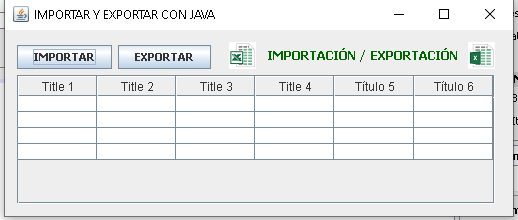 IMPORTAR Y EXPORTAR CON JAVA
IMPORTAR EXPORTAR IMPORTACIÓN / EXPORTACIÓN
Title 1 Title 2 Title 3 Title 4 Título 5 Título 6